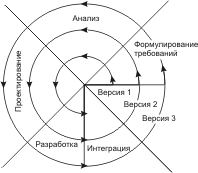 Анализ
Формулирование
требований
Проектирование
Версия 1
Версия 2
Версия 3
Разработка
Интеграция